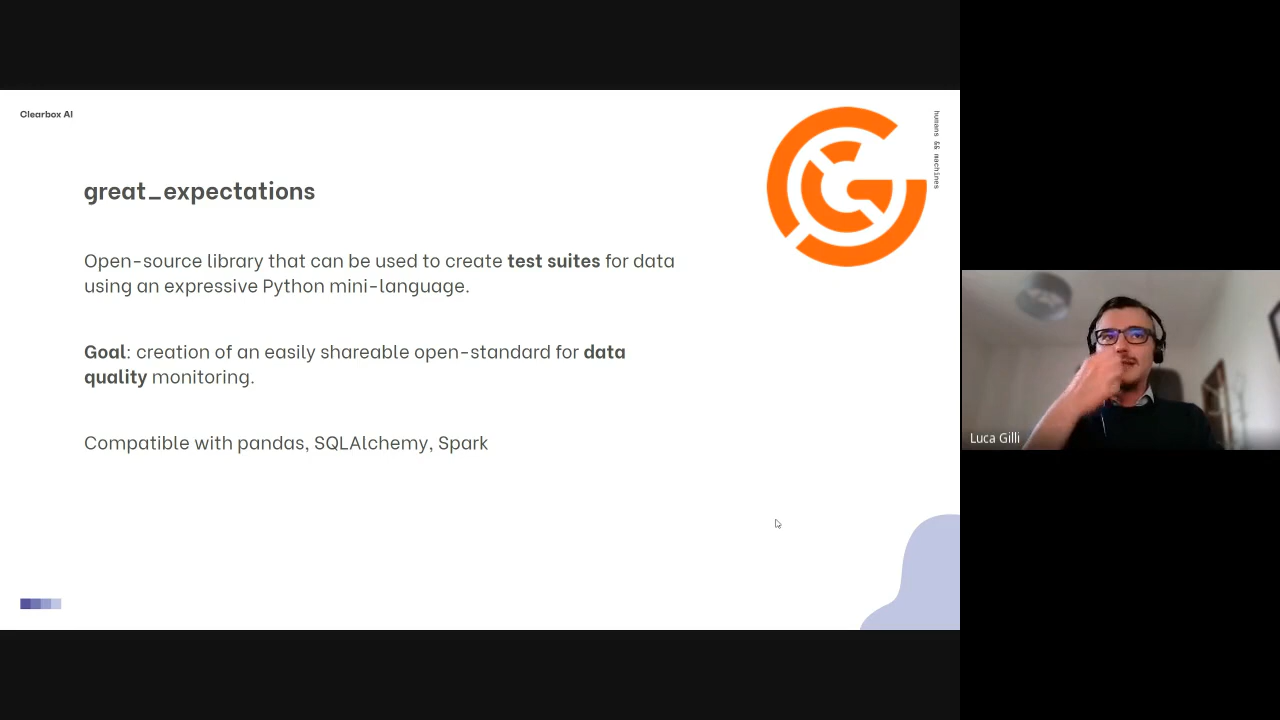 Clearbox AI
humans && machines
great_expectations
Open-source library that can be used to create test suites for data
using an expressive Python mini-language.
Goal: creation of an easily shareable open-standard for data
quality monitoring.
Compatible with pandas, SQLAlchemy, Spark
Luca Gilli